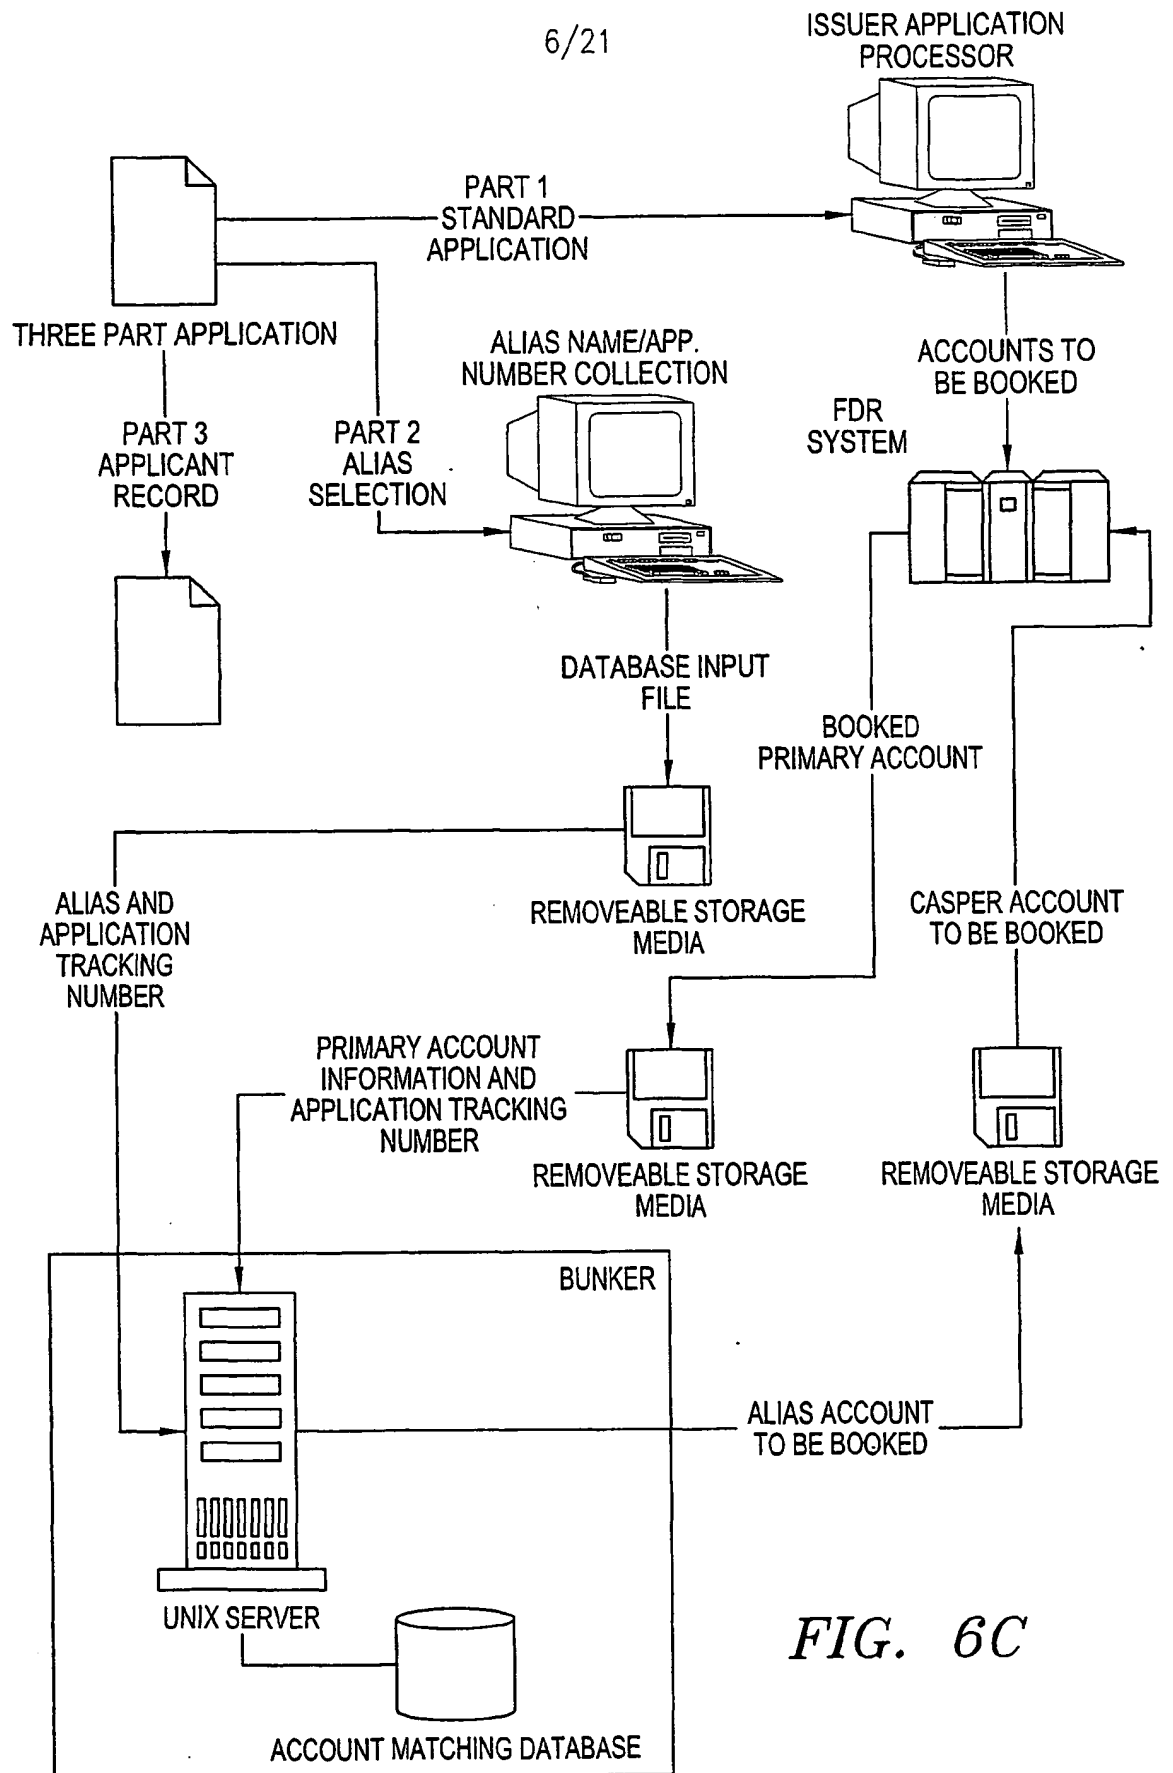 6/21
ISSUER APPLICATION
PROCESSOR
PART 1
STANDARD
APPLICATION
THREE PART APPLICATION
ALIAS NAME/APP.
NUMBER COLLECTION
ACCOUNTS TO
BE BOOKED
FDR
SYSTEM
PART 3
APPLICANT
RECORD
PART 2
ALIAS
SELECTION
DATABASE INPUT
FILE
BOOKED
PRIMARY ACCOUNT
ALIAS AND
APPLICATION
TRACKING
NUMBER
REMOVEABLE STORAGE
MEDIA
CASPER ACCOUNT
TO BE BOOKED
PRIMARY ACCOUNT
INFORMATION AND
APPLICATION TRACKING
NUMBER
REMOVEABLE STORAGE
MEDIA
REMOVEABLE STORAGE
MEDIA
BUNKER
ALIAS ACCOUNT
TO BE BOOKED
UNIX SERVER
ACCOUNT MATCHING DATABASE
FIG. 6C